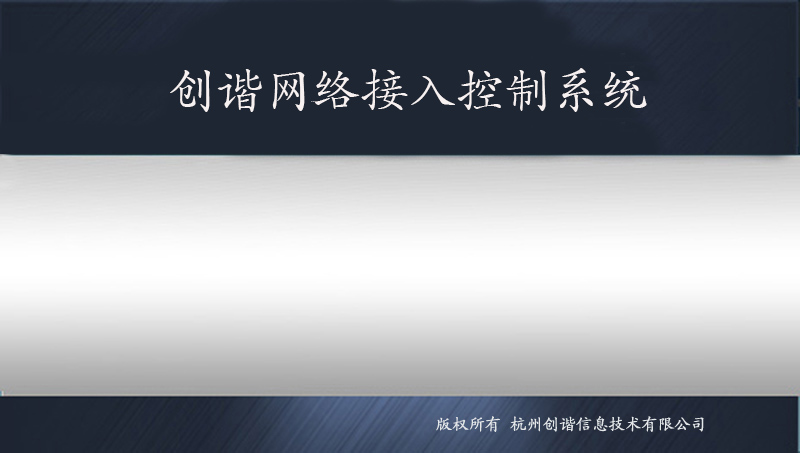 创谐网络接入控制系统
版权所有 杭州创谐信息技术有限公司